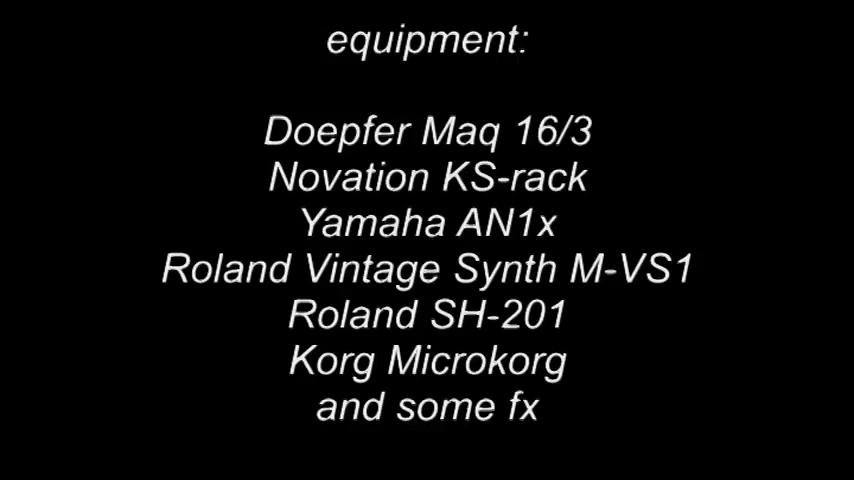 equipment:
Doepfer Maq 16/3
Novation KS-rack
Yamaha AN1x
Roland Vintage Synth M-VS1
Roland SH-201
Korg Microkorg
and some fx